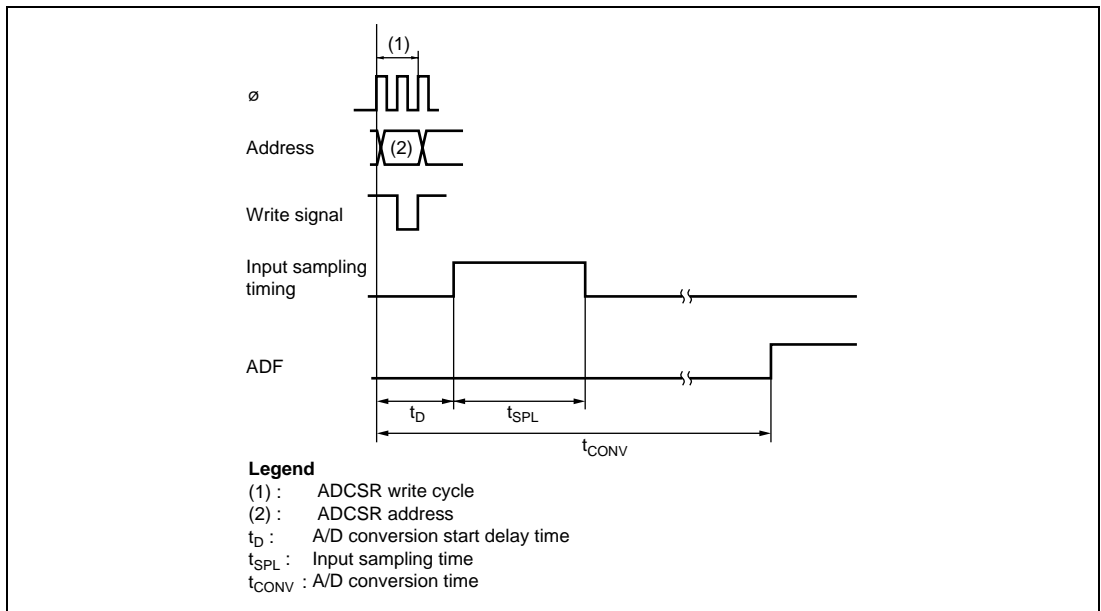 (1)
ø
Address
(2)
Write signal
Input sampling
timing
ADF
tD
tSPL
tCONV
Legend
(1) : ADCSR write cycle
(2) : ADCSR address
tD : A/D conversion start delay time
tSPL : Input sampling time
tCONV : A/D conversion time